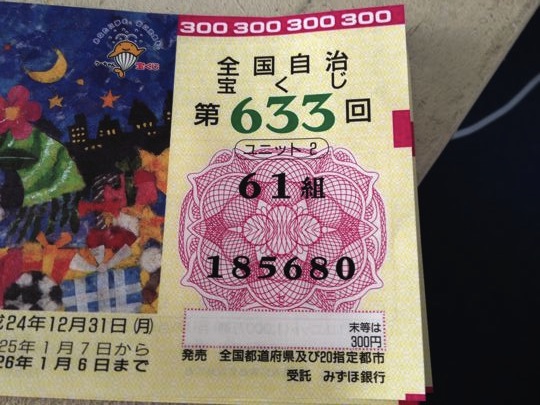 300 300 300 300
全国自治
宝くじ
第633回
ユニット 2
61組
185680
末等は
300円
24年12月31日(月)
25年1月7日から
26年1月6日まで
発売 全国都道府県及び20指定都市
受託 みずほ銀行
宝くじ